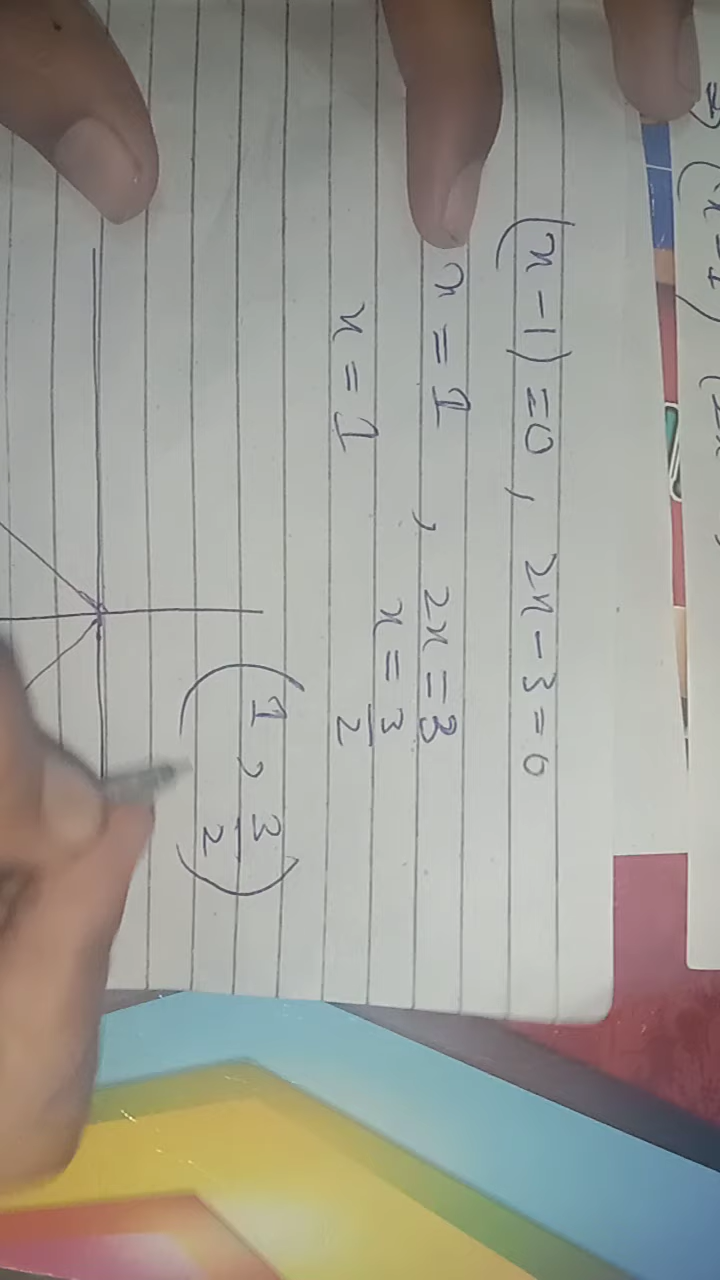 (x-1)=0, 2x-3=0
x=1, 2x=3
x=3/2
x=1
(1, 3/2)